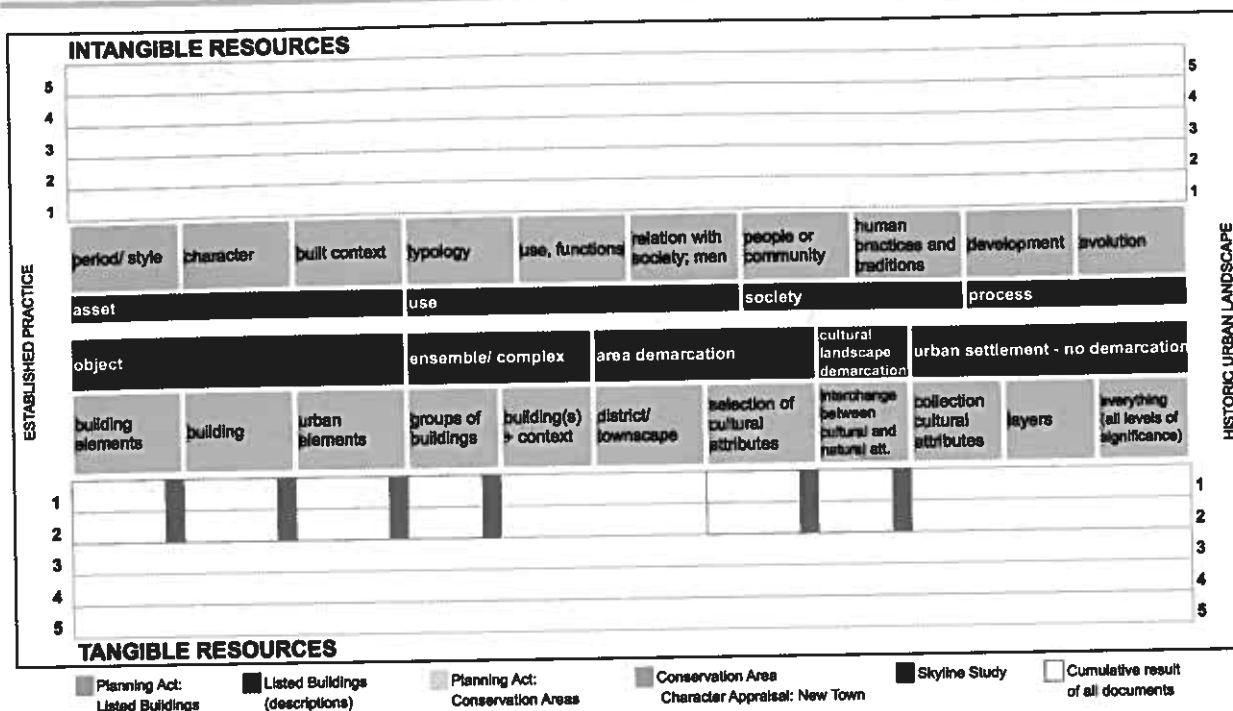 INTANGIBLE RESOURCES
5 5
4 4
3 3
2 2
1 1
period/ style character built context typology use, functions relation with society; men people or community human practices and traditions development evolution
asset use society process
object ensemble/ complex area demarcation cultural landscape demarcation urban settlement - no demarcation
building elements building urban elements groups of buildings building(s) + context district/ townscape selection of cultural attributes interchange between cultural and natural att. collection cultural attributes layers everything (all levels of significance)
ESTABLISHED PRACTICE
HISTORIC URBAN LANDSCAPE
1 1
2 2
3 3
4 4
5 5
TANGIBLE RESOURCES
Planning Act: Listed Buildings
Listed Buildings (descriptions)
Planning Act: Conservation Areas
Conservation Area Character Appraisal: New Town
Skyline Study
Cumulative result of all documents